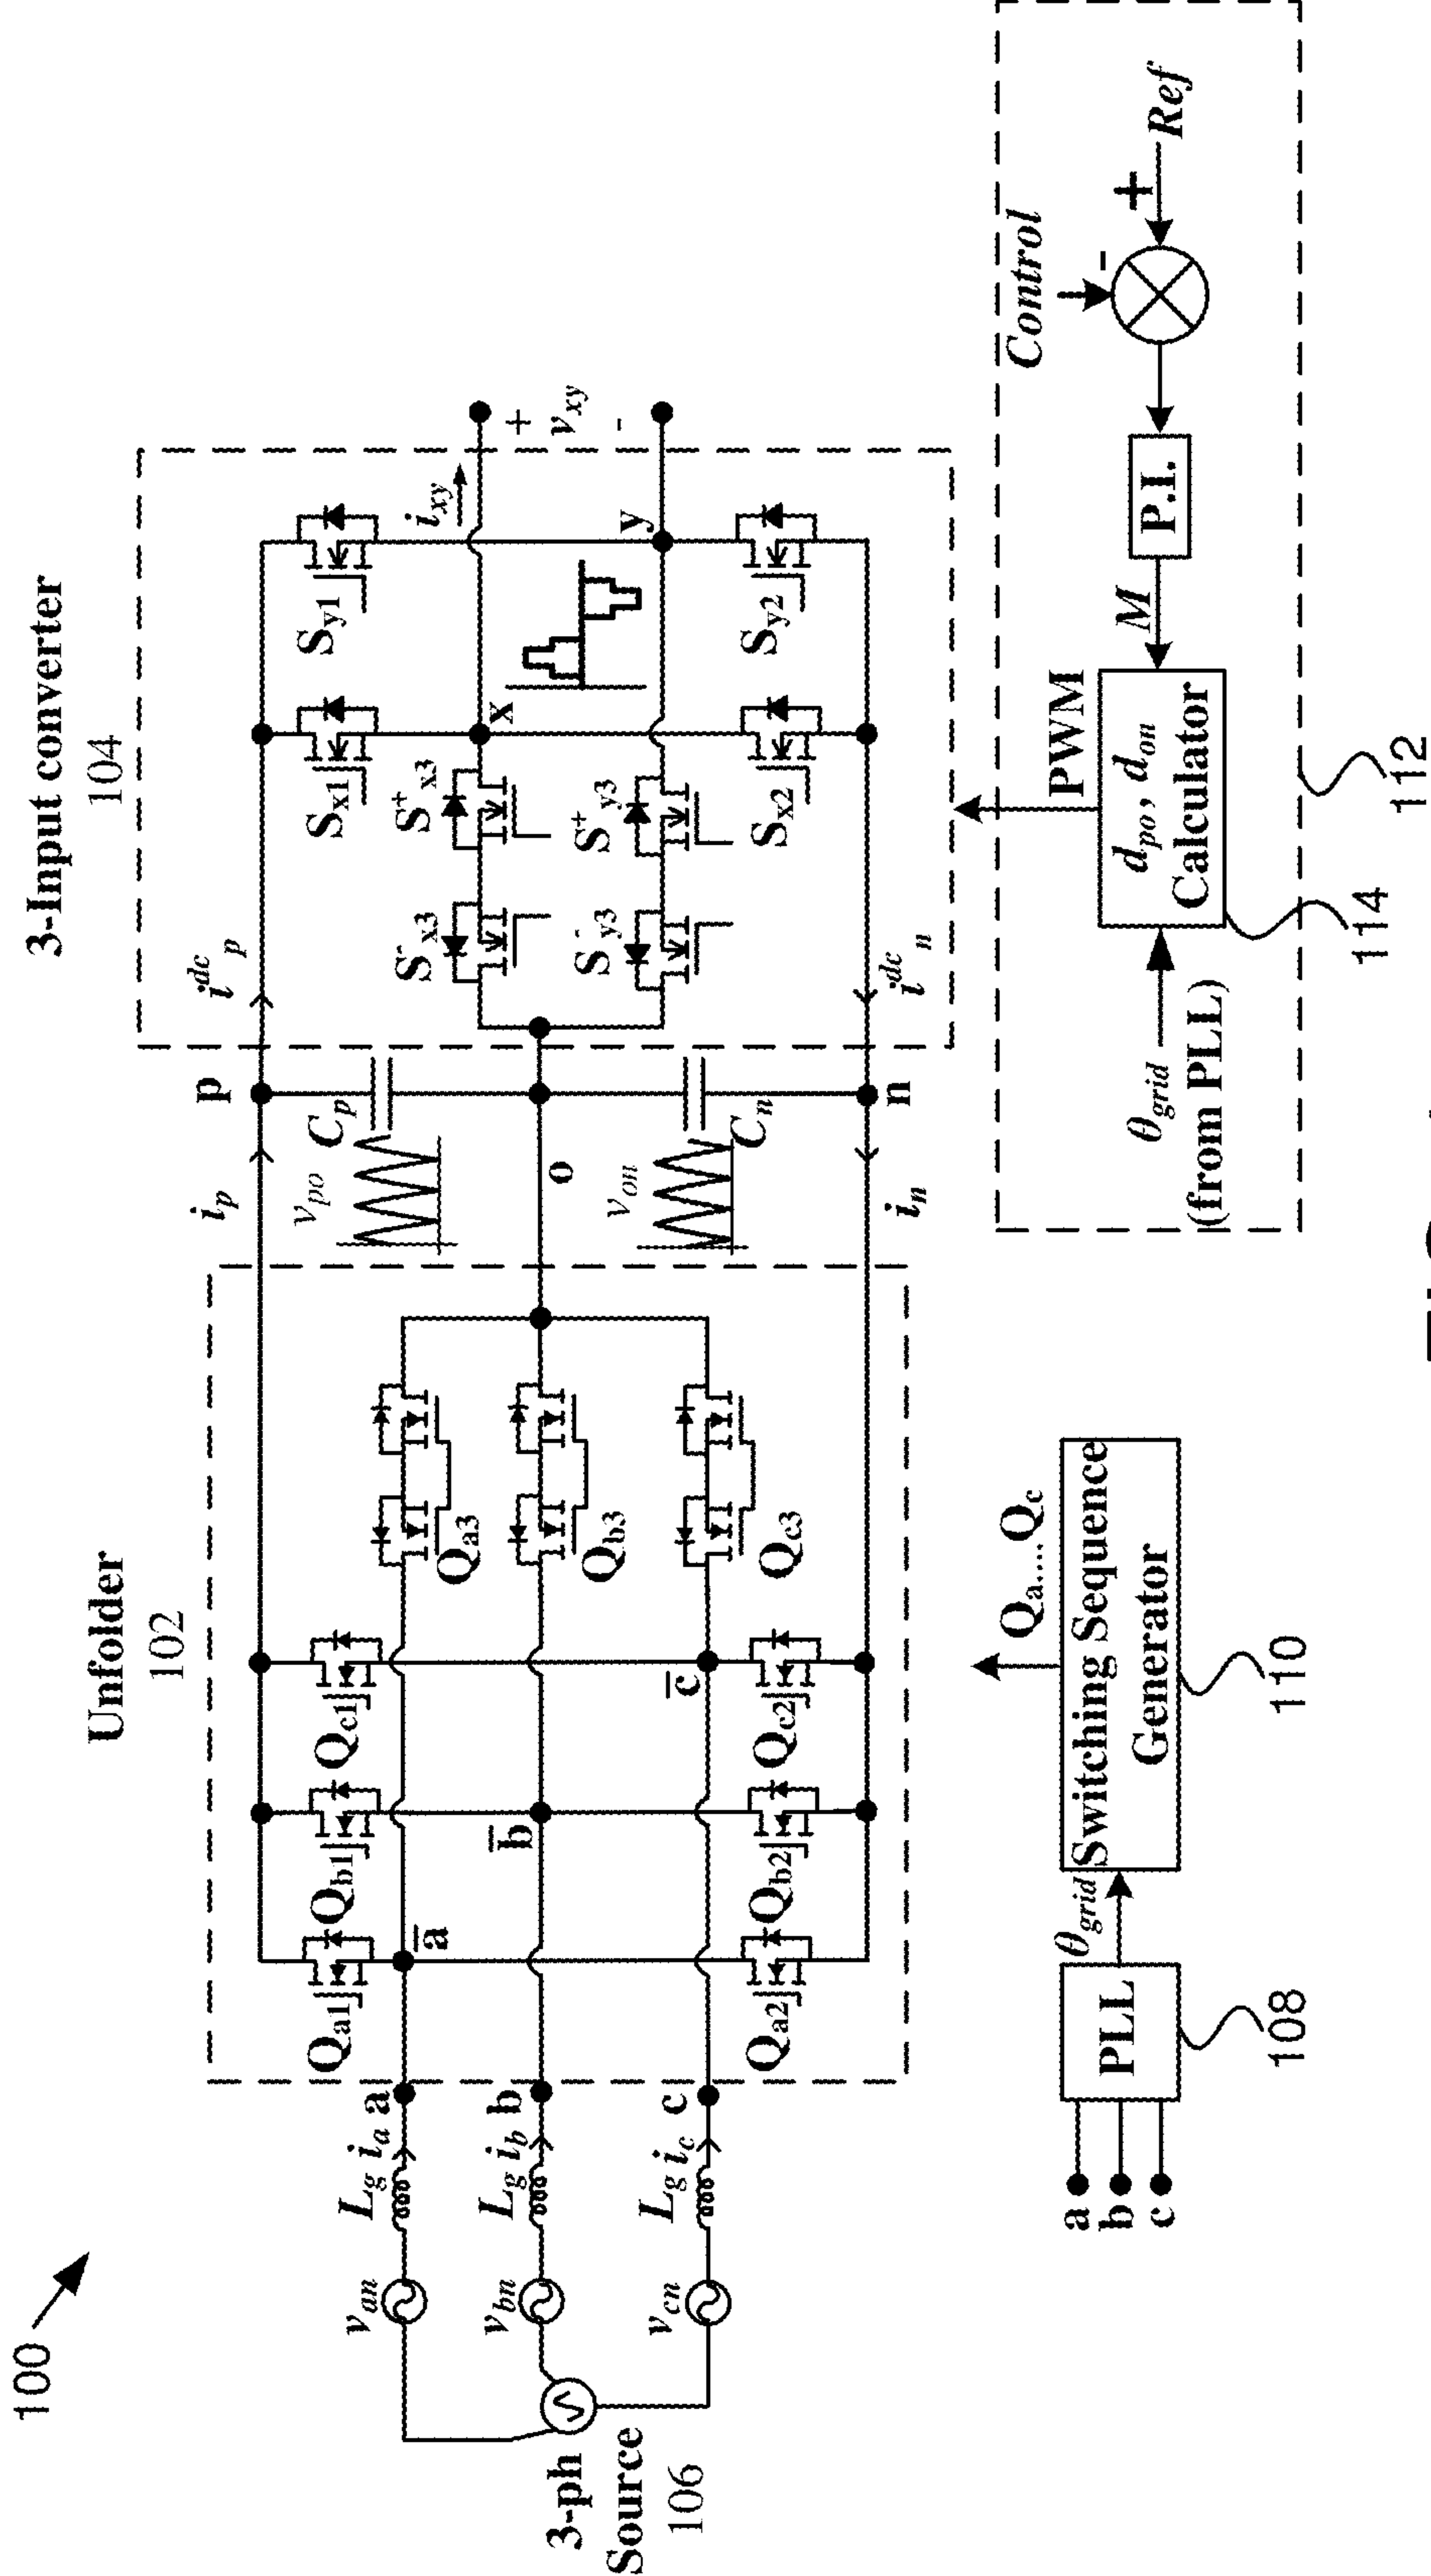 100
3-ph
Source
106
v_an
v_bn
v_cn
L_g i_a
L_g i_b
L_g i_c
a
b
c
Unfolder
102
Q_a1
Q_b1
Q_c1
a̅
b̅
c̅
Q_a2
Q_b2
Q_c2
Q_a3
Q_b3
Q_c3
i_p
p
v_po
C_p
o
v_on
C_n
i_n
n
3-Input converter
104
i^dc_p
i^dc_n
S^-_x3
S^+_x3
S^-_y3
S^+_y3
S_x1
S_y1
S_x2
S_y2
x
y
i_xy
+
v_xy
-
a
b
c
PLL
108
θ_grid
Switching Sequence
Generator
Q_a....Q_c
110
θ_grid
(from PLL)
d_po, d_on
Calculator
114
PWM
M
P.I.
Control
-
+
Ref
112